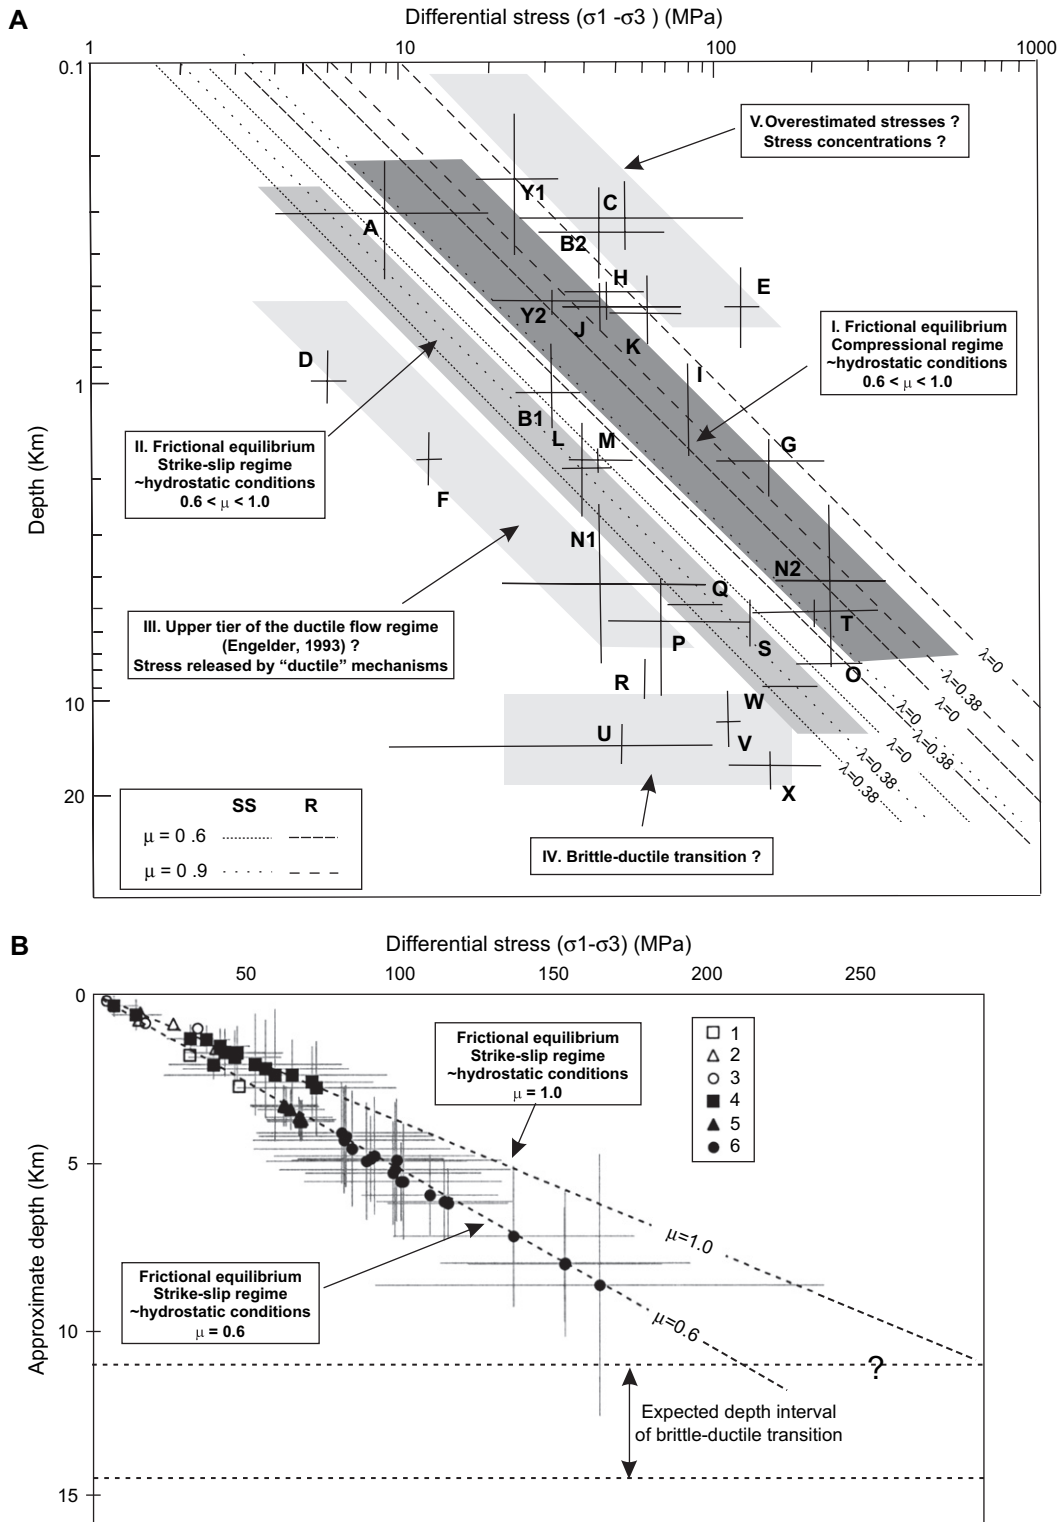 A
Differential stress (σ1 -σ3 ) (MPa)
1
10
100
1000
0.1
1
10
20
Depth (Km)
V.Overestimated stresses ?
Stress concentrations ?
Y1
C
A
B2
H
E
Y2
J
K
I. Frictional equilibrium
Compressional regime
~hydrostatic conditions
0.6 < μ < 1.0
D
I
B1
L
M
G
II. Frictional equilibrium
Strike-slip regime
~hydrostatic conditions
0.6 < μ < 1.0
F
N1
N2
Q
III. Upper tier of the ductile flow regime
(Engelder, 1993) ?
Stress released by “ductile” mechanisms
P
S
T
R
O
W
U
V
X
λ=0
λ=0.38
λ=0
λ=0
λ=0.38
λ=0
λ=0.38
λ=0.38
SS
R
μ = 0 .6
μ = 0 .9
IV. Brittle-ductile transition ?
B
Differential stress (σ1-σ3) (MPa)
50
100
150
200
250
0
5
10
15
Approximate depth (Km)
Frictional equilibrium
Strike-slip regime
~hydrostatic conditions
μ = 1.0
1
2
3
4
5
6
Frictional equilibrium
Strike-slip regime
~hydrostatic conditions
μ = 0.6
μ=1.0
μ=0.6
?
Expected depth interval
of brittle-ductile transition